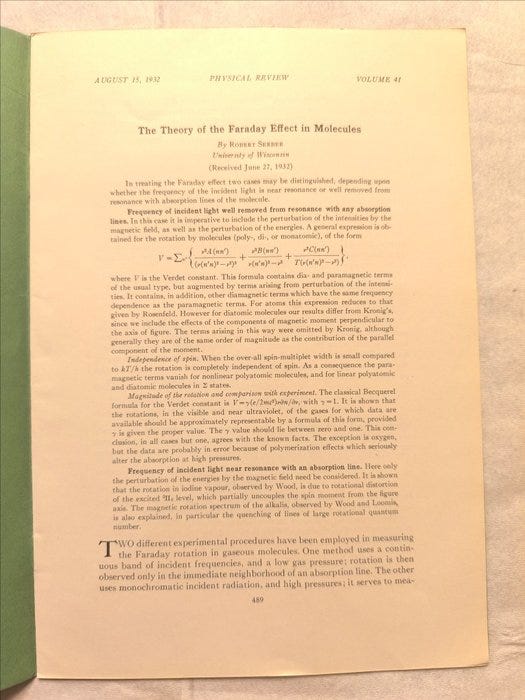 AUGUST 15, 1932 PHYSICAL REVIEW VOLUME 41
The Theory of the Faraday Effect in Molecules
By ROBERT SERBER
University of Wisconsin
(Received June 27, 1932)
In treating the Faraday effect two cases may be distinguished, depending upon
whether the frequency of the incident light is near resonance or well removed from
resonance with absorption lines of the molecule.
Frequency of incident light well removed from resonance with any absorption
lines. In this case it is imperative to include the perturbation of the intensities by the
magnetic field, as well as the perturbation of the energies. A general expression is ob-
tained for the rotation by molecules (poly-, di-, or monatomic), of the form
V = Σ { ν²A(nn′) / (ν(n′n)² − ν²)² + ν²B(nn′) / ν(n′n)² − ν² + ν²C(nn′) / T(ν(n′n)² − ν²) },
where V is the Verdet constant. This formula contains dia- and paramagnetic terms
of the usual type, but augmented by terms arising from perturbation of the intensi-
ties. It contains, in addition, other diamagnetic terms which have the same frequency
dependence as the paramagnetic terms. For atoms this expression reduces to that
given by Rosenfeld. However for diatomic molecules our results differ from Kronig's,
since we include the effects of the components of magnetic moment perpendicular to
the axis of figure. The terms arising in this way were omitted by Kronig, although
generally they are of the same order of magnitude as the contribution of the parallel
component of the moment.
Independence of spin. When the over-all spin-multiplet width is small compared
to kT/h the rotation is completely independent of spin. As a consequence the para-
magnetic terms vanish for nonlinear polyatomic molecules, and for linear polyatomic
and diatomic molecules in Σ states.
Magnitude of the rotation and comparison with experiment. The classical Becquerel
formula for the Verdet constant is V=γ(e/2mc²)ν∂n/∂ν, with γ=1. It is shown that
the rotations, in the visible and near ultraviolet, of the gases for which data are
available should be approximately representable by a formula of this form, provided
γ is given the proper value. The γ value should lie between zero and one. This con-
clusion, in all cases but one, agrees with the known facts. The exception is oxygen,
but the data are probably in error because of polymerization effects which seriously
alter the absorption at high pressures.
Frequency of incident light near resonance with an absorption line. Here only
the perturbation of the energies by the magnetic field need be considered. It is shown
that the rotation in iodine vapour, observed by Wood, is due to rotational distortion
of the excited level, which partially uncouples the spin moment from the figure
axis. The magnetic rotation spectrum of the alkalis, observed by Wood and Loomis,
is also explained, in particular the quenching of lines of large rotational quantum
number.
TWO different experimental procedures have been employed in measuring
the Faraday rotation in gaseous molecules. One method uses a contin-
uous band of incident frequencies, and a low gas pressure; rotation is then
observed only in the immediate neighborhood of an absorption line. The other
uses monochromatic incident radiation, and high pressures; it serves to mea-
489